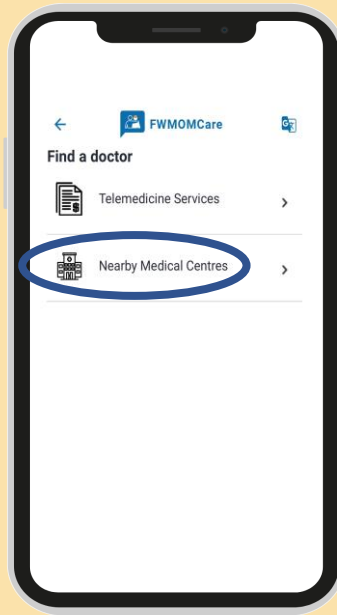 FWMOMCare
Find a doctor
Telemedicine Services
Nearby Medical Centres